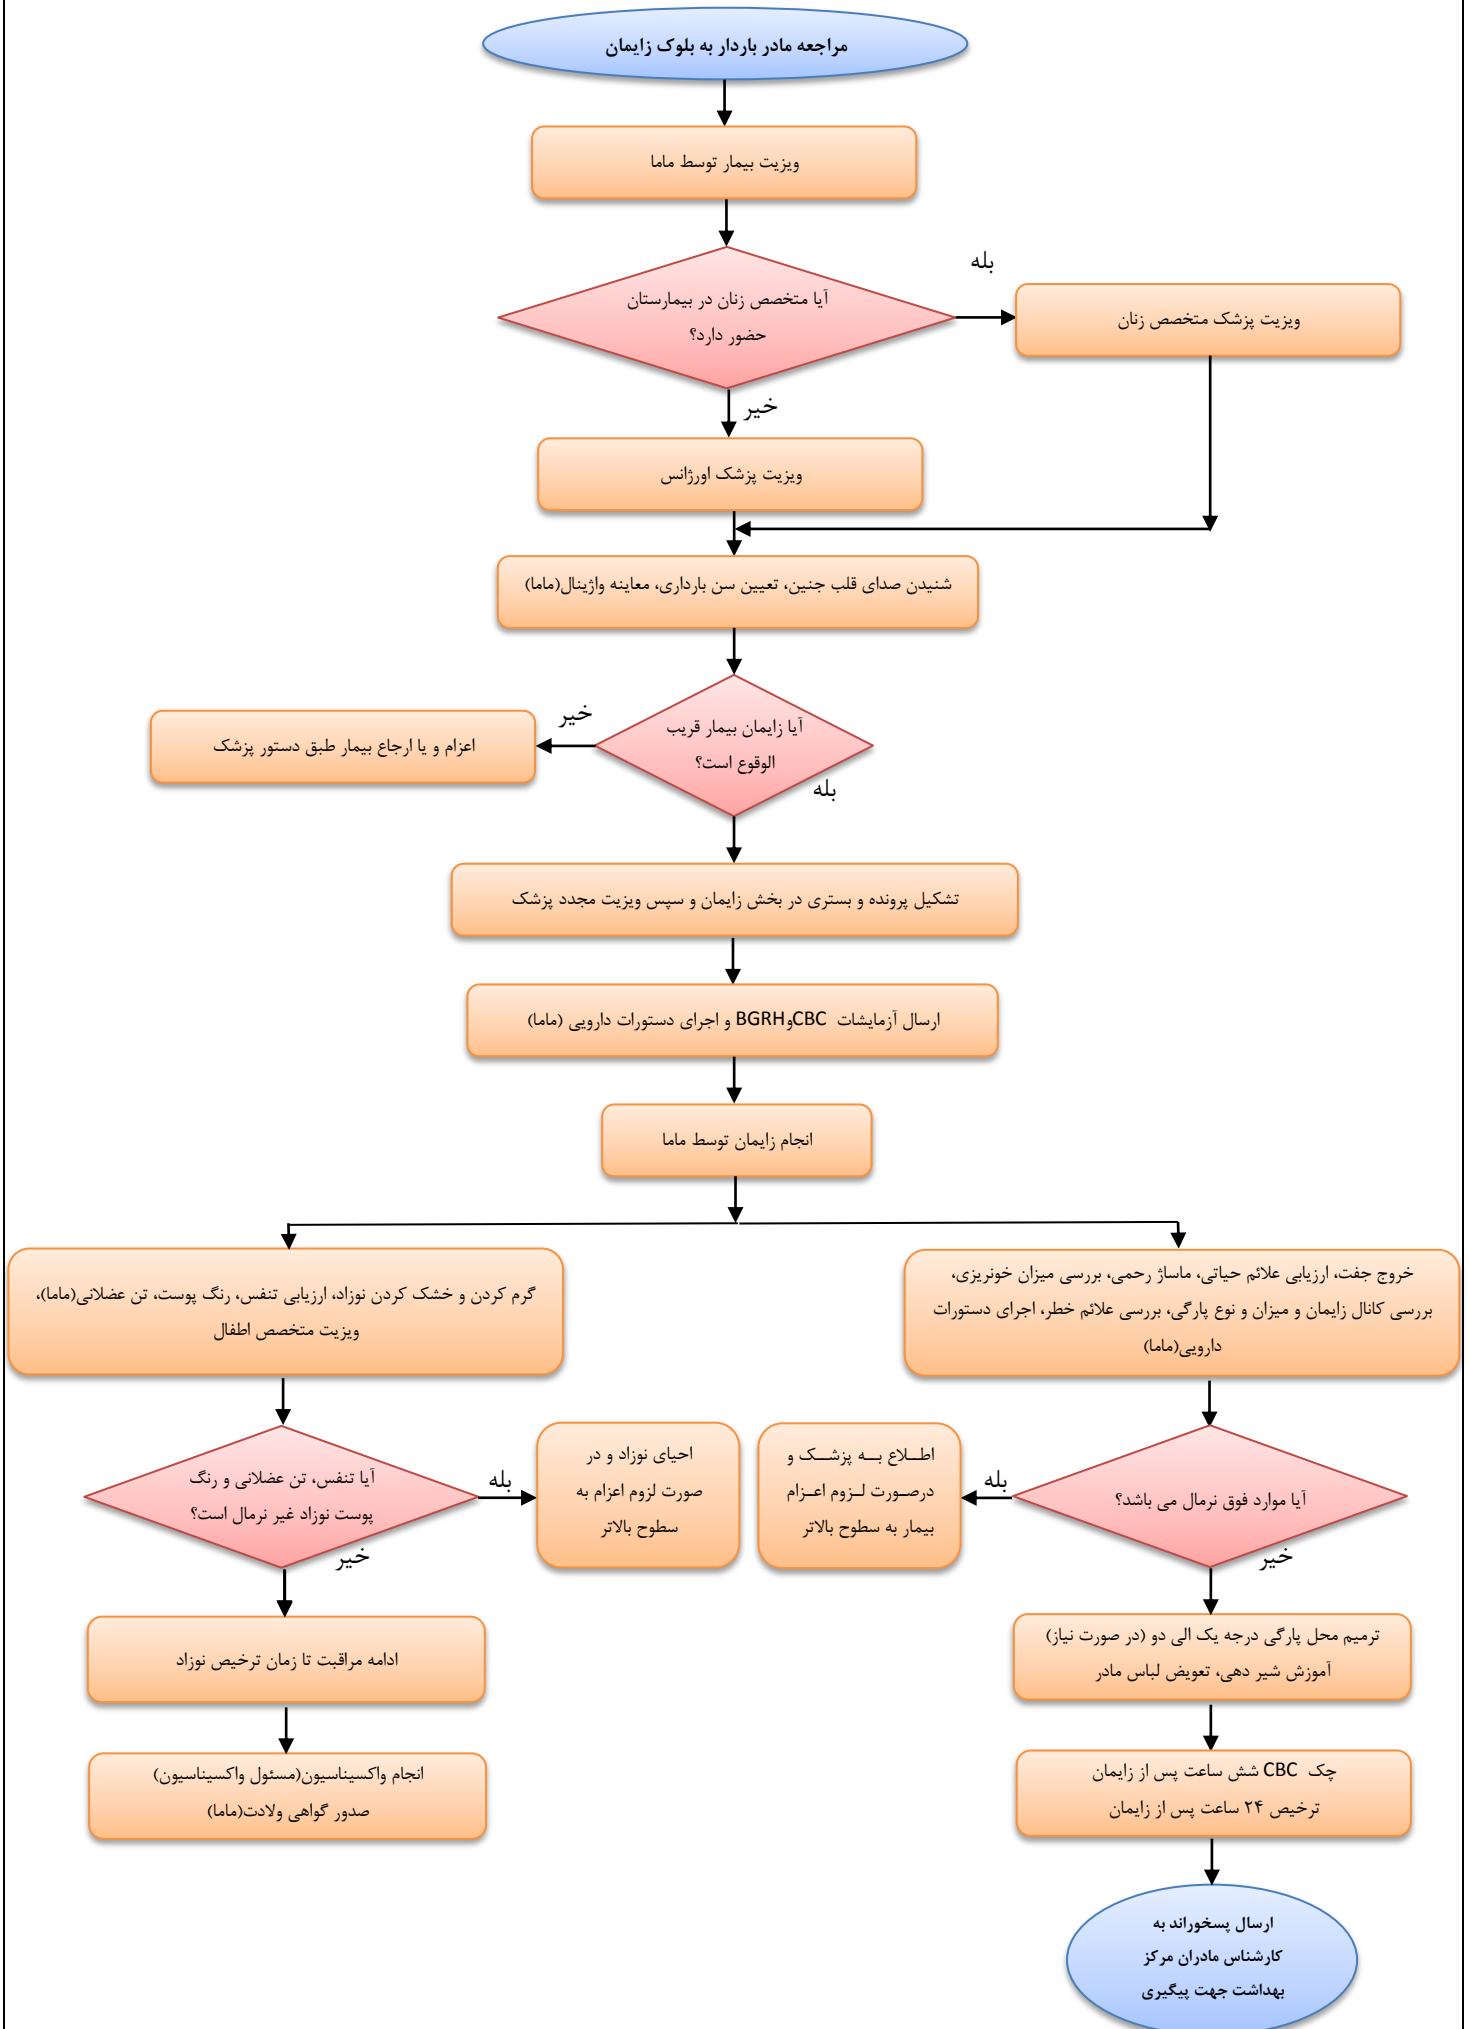 مراجعه مادر باردار به بلوک زایمان
ویزیت بیمار توسط ماما
آیا متخصص زنان در بیمارستان
حضور دارد؟
بله
ویزیت پزشک متخصص زنان
خیر
ویزیت پزشک اورژانس
شنیدن صدای قلب جنین، تعیین سن بارداری، معاینه واژینال(ماما)
آیا زایمان بیمار قریب
الوقوع است؟
خیر
اعزام و یا ارجاع بیمار طبق دستور پزشک
بله
تشکیل پرونده و بستری در بخش زایمان و سپس ویزیت مجدد پزشک
ارسال آزمایشات CBCوBGRH و اجرای دستورات دارویی (ماما)
انجام زایمان توسط ماما
خروج جفت، ارزیابی علائم حیاتی، ماساژ رحمی، بررسی میزان خونریزی،
بررسی کانال زایمان و میزان و نوع پارگی، بررسی علائم خطر، اجرای دستورات
دارویی(ماما)
آیا موارد فوق نرمال می باشد؟
بله
اطلاع به پزشک و
درصورت لزوم اعزام
بیمار به سطوح بالاتر
خیر
ترمیم محل پارگی درجه یک الی دو (در صورت نیاز)
آموزش شیر دهی، تعویض لباس مادر
چک CBC شش ساعت پس از زایمان
ترخیص ۲۴ ساعت پس از زایمان
ارسال پسخوراند به
کارشناس مادران مرکز
بهداشت جهت پیگیری
گرم کردن و خشک کردن نوزاد، ارزیابی تنفس، رنگ پوست، تن عضلانی(ماما)،
ویزیت متخصص اطفال
آیا تنفس، تن عضلانی و رنگ
پوست نوزاد غیر نرمال است؟
بله
احیای نوزاد و در
صورت لزوم اعزام به
سطوح بالاتر
خیر
ادامه مراقبت تا زمان ترخیص نوزاد
انجام واکسیناسیون(مسئول واکسیناسیون)
صدور گواهی ولادت(ماما)